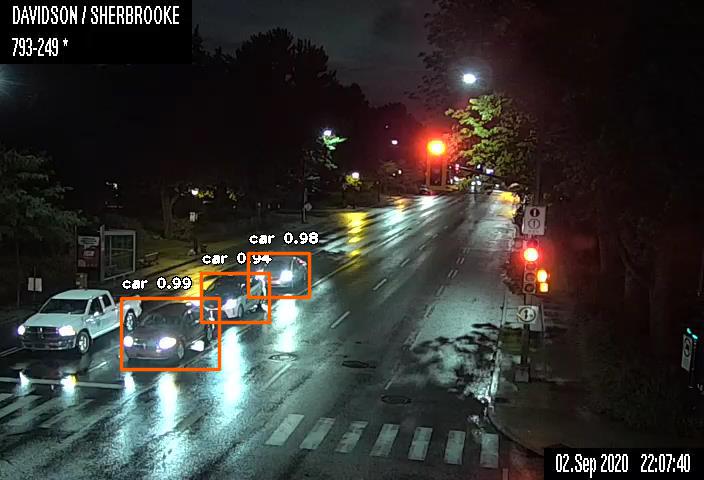 DAVIDSON / SHERBROOKE
793-249 *
car 0.98
car 0.94
car 0.99
02.Sep 2020 22:07:40